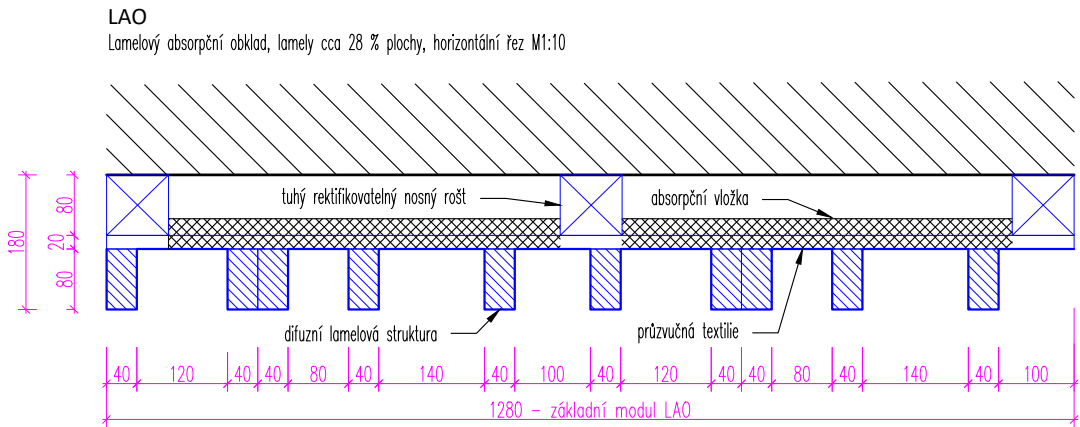 LAO
Lamelový absorpční obklad, lamely cca 28 % plochy, horizontální řez M1:10
tuhý rektifikovatelný nosný rošt
absorpční vložka
180
80
20
80
difuzní lamelová struktura
průzvučná textilie
40 120 40 40 80 40 140 40 100 40 120 40 40 80 40 140 40 100
1280 – základní modul LAO